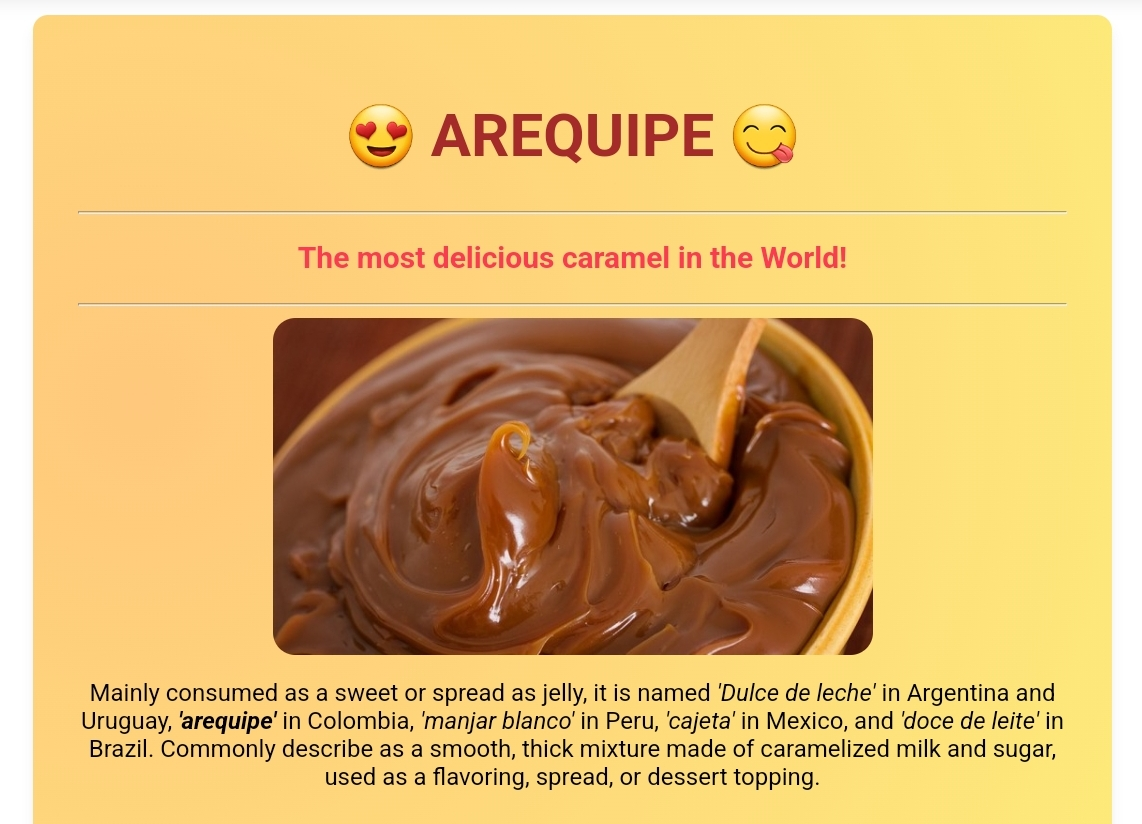 😍 AREQUIPE 😋
The most delicious caramel in the World!
Mainly consumed as a sweet or spread as jelly, it is named 'Dulce de leche' in Argentina and
Uruguay, 'arequipe' in Colombia, 'manjar blanco' in Peru, 'cajeta' in Mexico, and 'doce de leite' in
Brazil. Commonly describe as a smooth, thick mixture made of caramelized milk and sugar,
used as a flavoring, spread, or dessert topping.